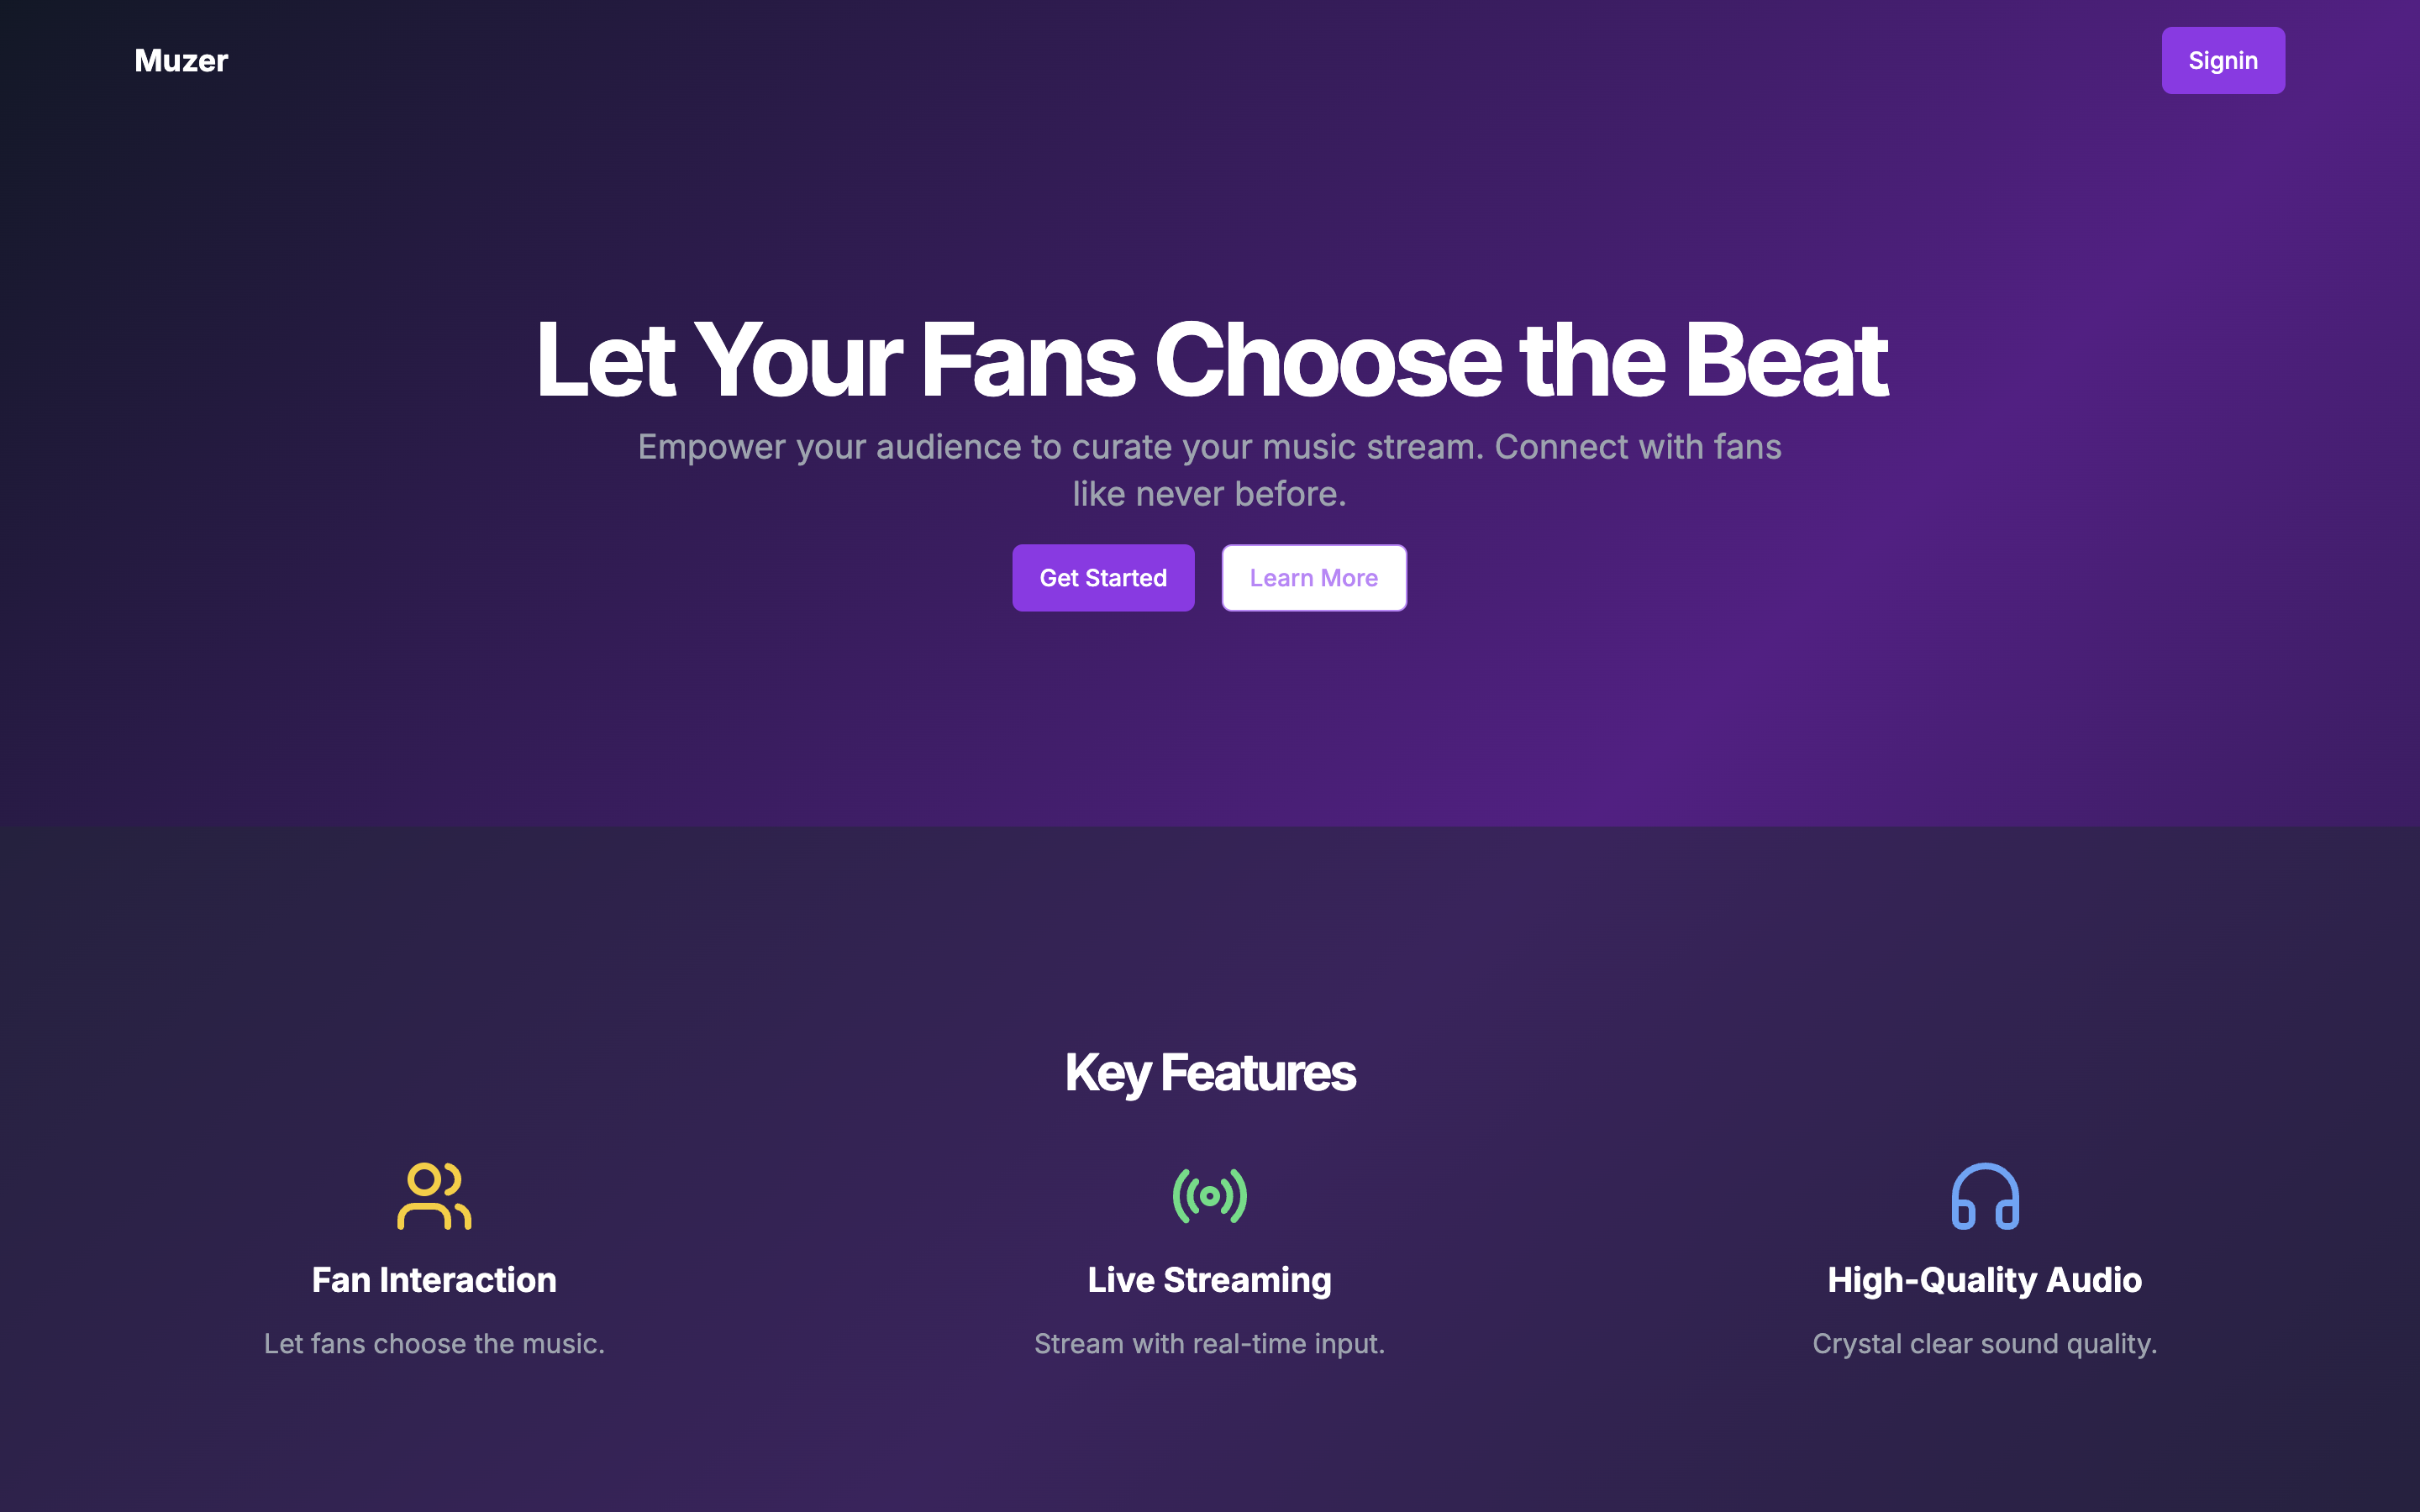 Muzer
Signin
Let Your Fans Choose the Beat
Empower your audience to curate your music stream. Connect with fans
like never before.
Get Started
Learn More
Key Features
Fan Interaction
Let fans choose the music.
Live Streaming
Stream with real-time input.
High-Quality Audio
Crystal clear sound quality.